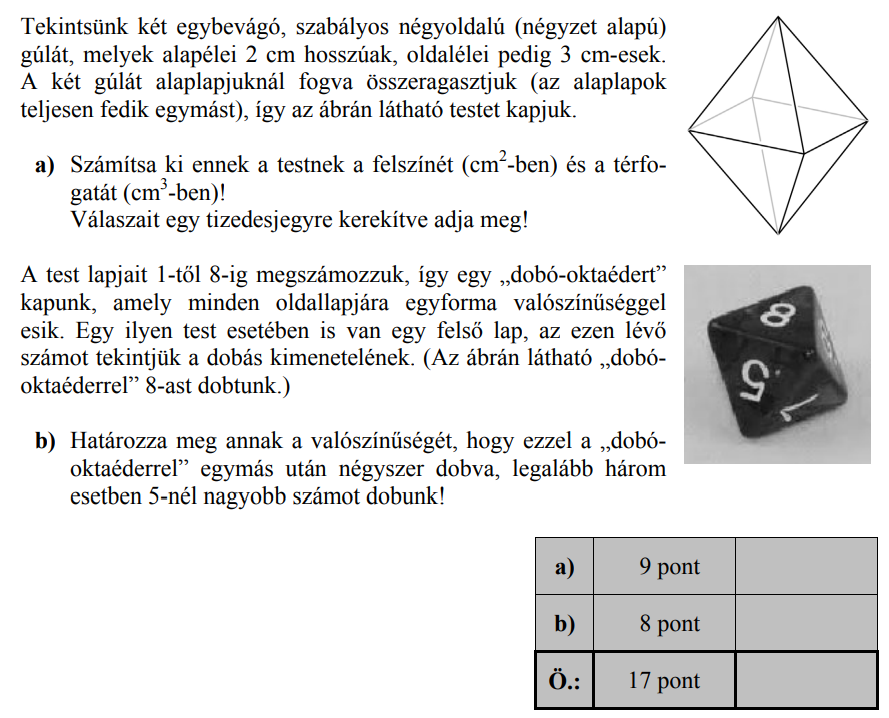 Tekintsünk két egybevágó, szabályos négyoldalú (négyzet alapú)
gúlát, melyek alapélei 2 cm hosszúak, oldalélei pedig 3 cm-esek.
A két gúlát alaplapjuknál fogva összeragasztjuk (az alaplapok
teljesen fedik egymást), így az ábrán látható testet kapjuk.
a) Számítsa ki ennek a testnek a felszínét (cm²-ben) és a térfo-
gatát (cm³-ben)!
Válaszait egy tizedesjegyre kerekítve adja meg!
A test lapjait 1-től 8-ig megszámozzuk, így egy „dobó-oktaédert”
kapunk, amely minden oldallapjára egyforma valószínűséggel
esik. Egy ilyen test esetében is van egy felső lap, az ezen lévő
számot tekintjük a dobás kimenetelének. (Az ábrán látható „dobó-
oktaéderrel” 8-ast dobtunk.)
8
5
b) Határozza meg annak a valószínűségét, hogy ezzel a „dobó-
oktaéderrel” egymás után négyszer dobva, legalább három
esetben 5-nél nagyobb számot dobunk!
a) 9 pont
b) 8 pont
Ö.: 17 pont